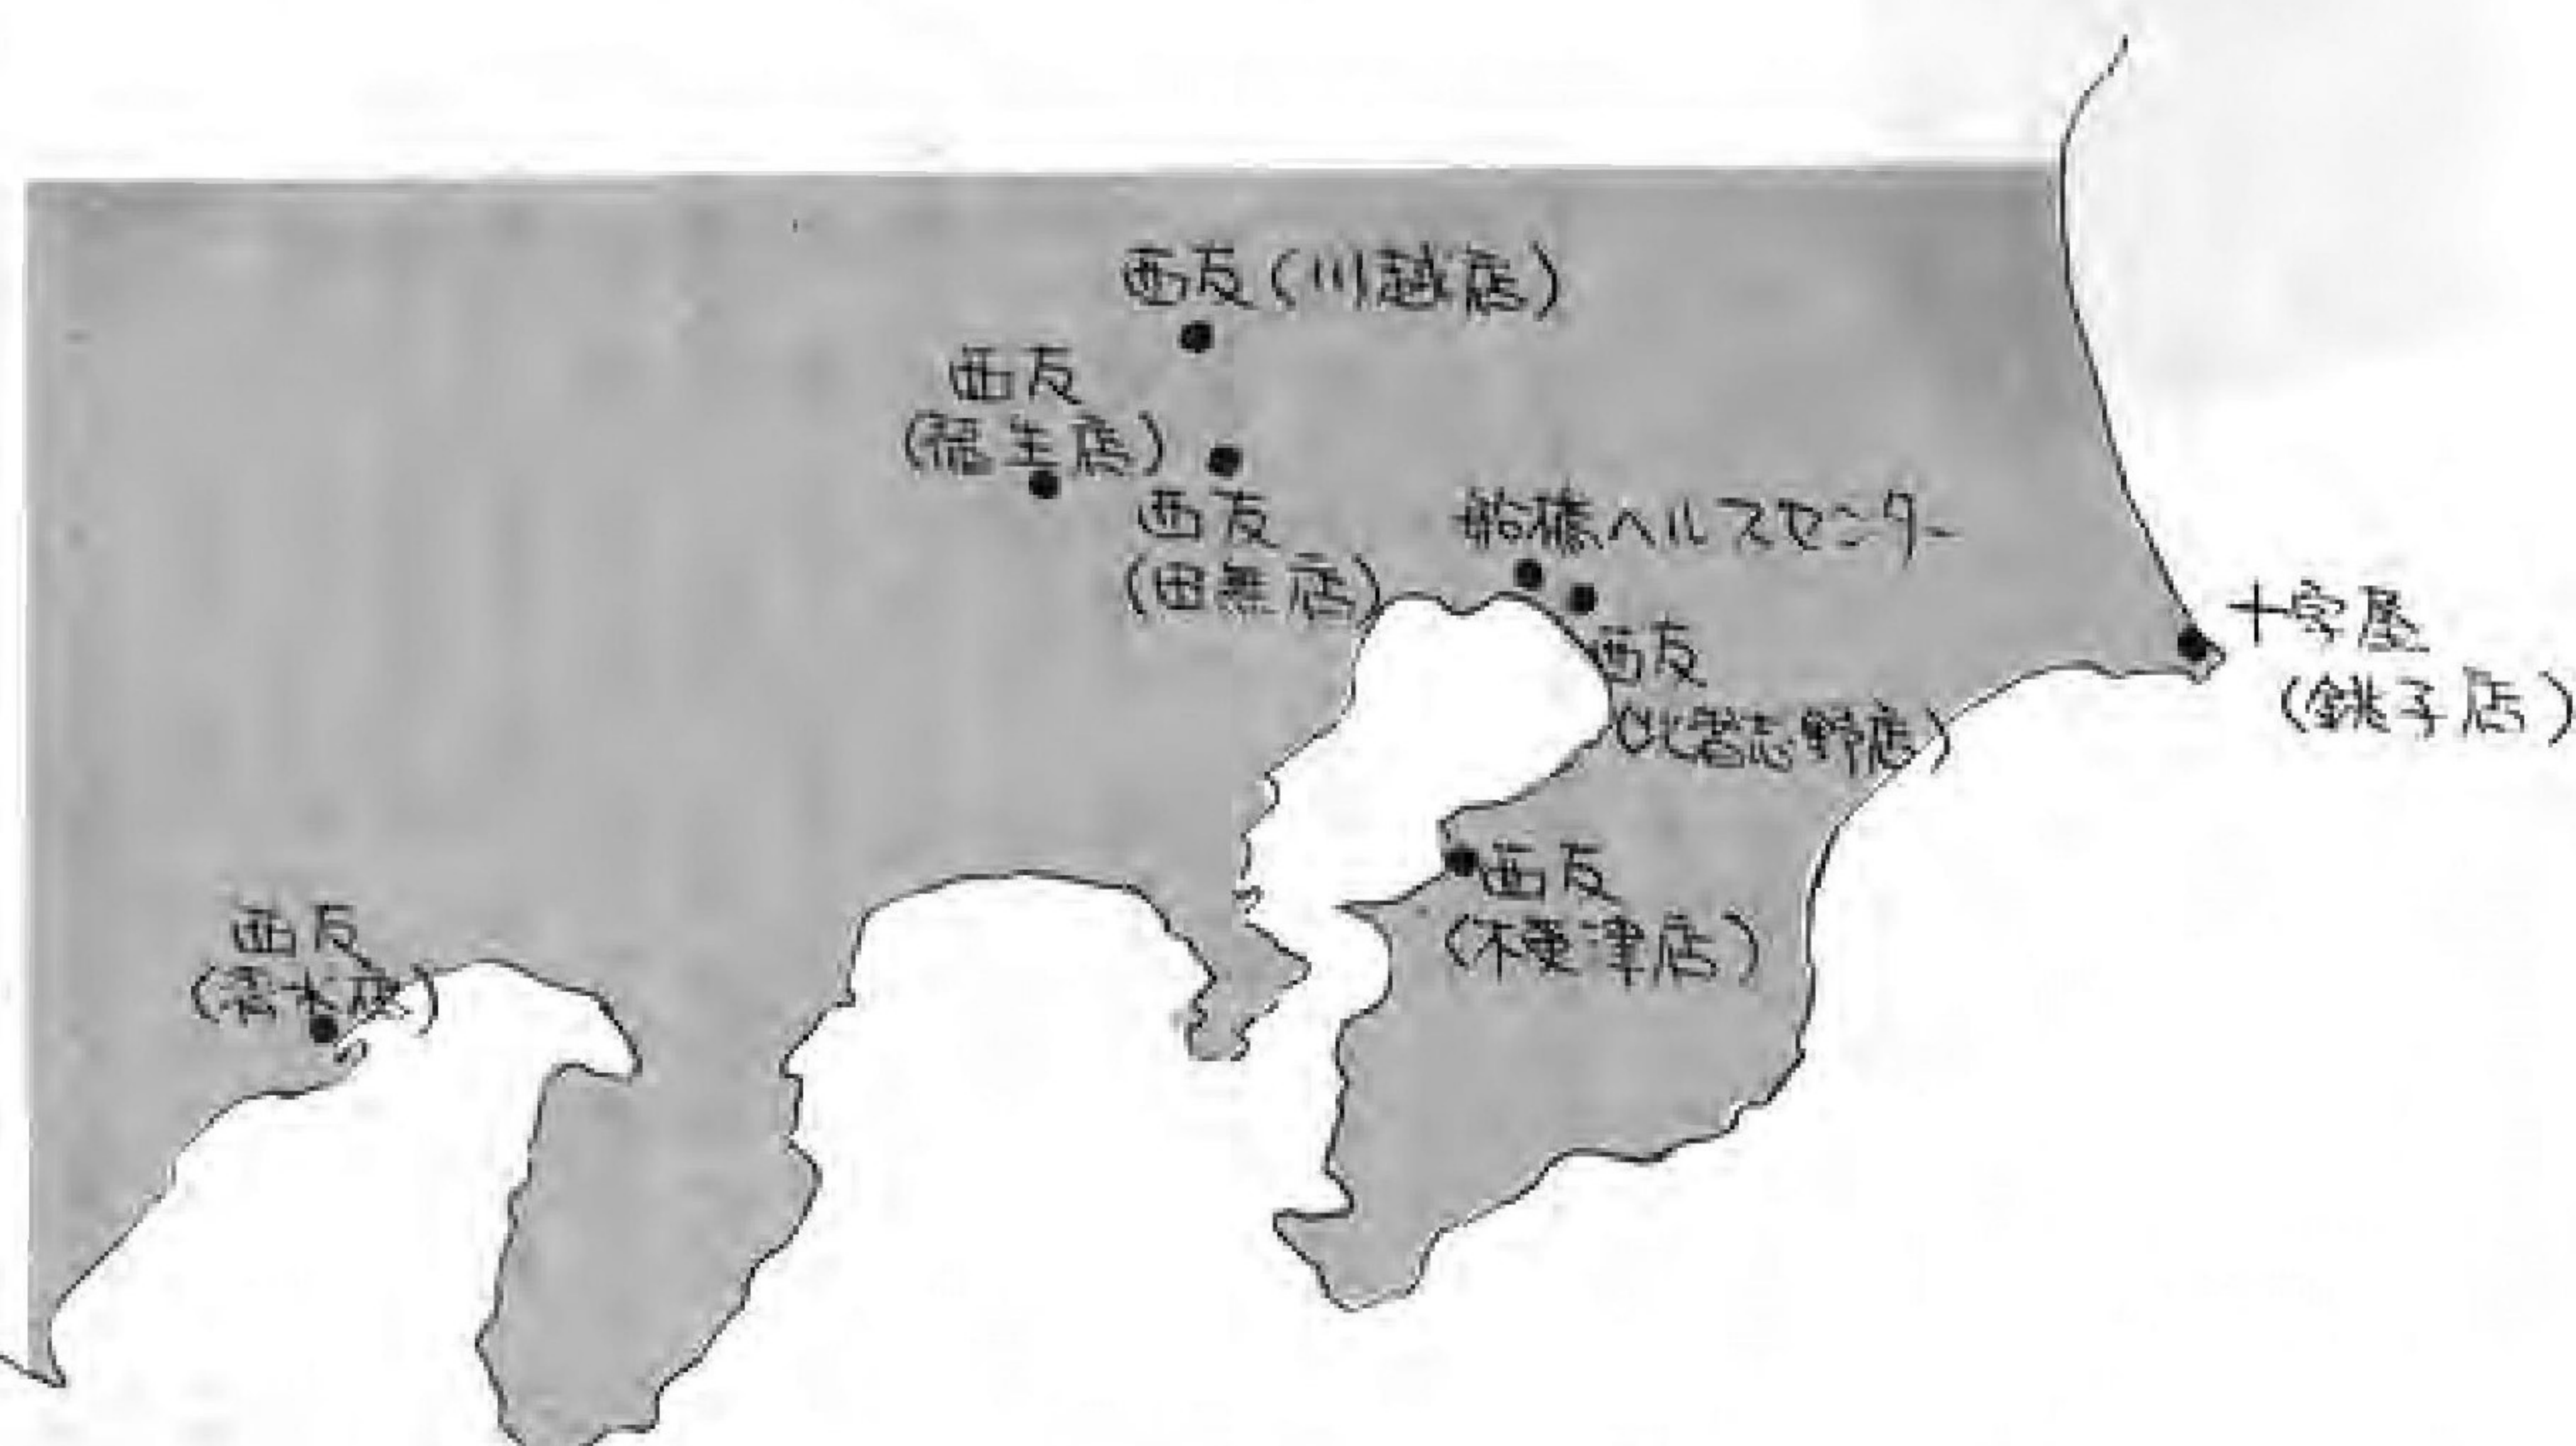 西友(川越店)
西友
(福生店)
西友
(田無店)
船橋ヘルスセンター
西友
(北習志野店)
十字屋
(銚子店)
西友
(木更津店)
西友
(清水店)